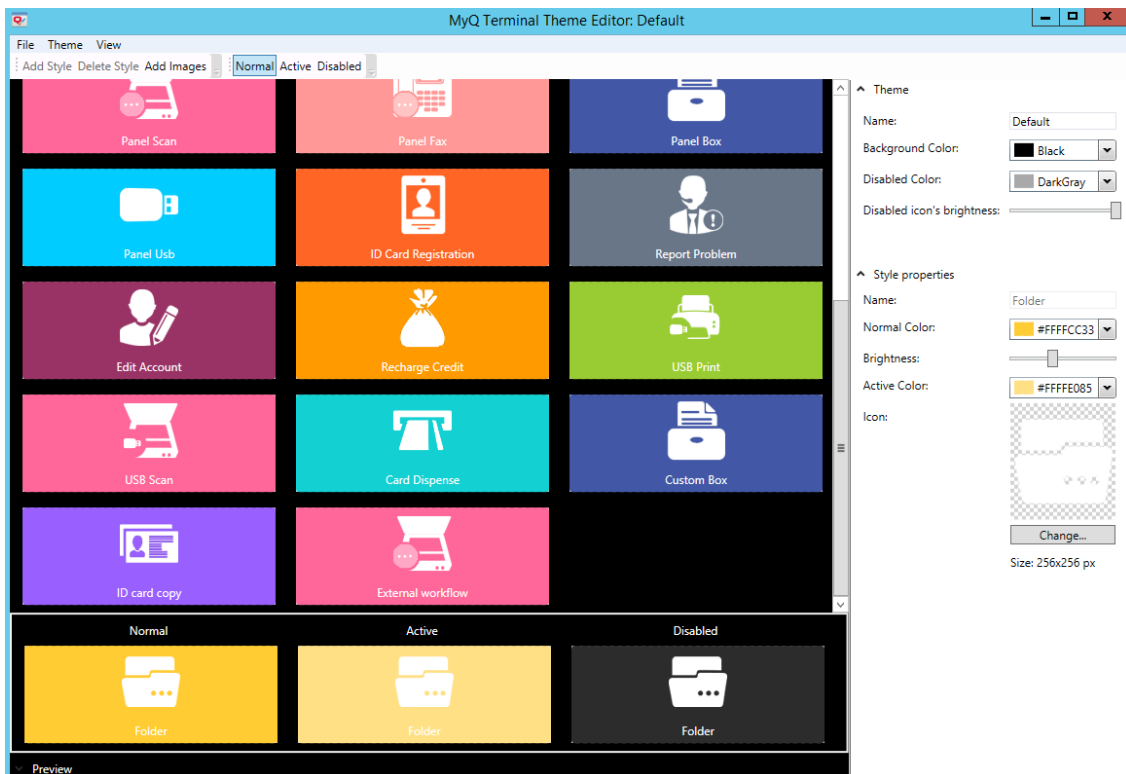 MyQ Terminal Theme Editor: Default
File Theme View
Add Style Delete Style Add Images Normal Active Disabled
Panel Scan Panel Fax Panel Box
Panel Usb ID Card Registration Report Problem
Edit Account Recharge Credit USB Print
USB Scan Card Dispense Custom Box
ID card copy External workflow
Normal Active Disabled
Folder Folder Folder
Preview
Theme
Name: Default
Background Color: Black
Disabled Color: DarkGray
Disabled icon's brightness:
Style properties
Name: Folder
Normal Color: #FFFFCC33
Brightness:
Active Color: #FFFFE085
Icon:
Change...
Size: 256x256 px